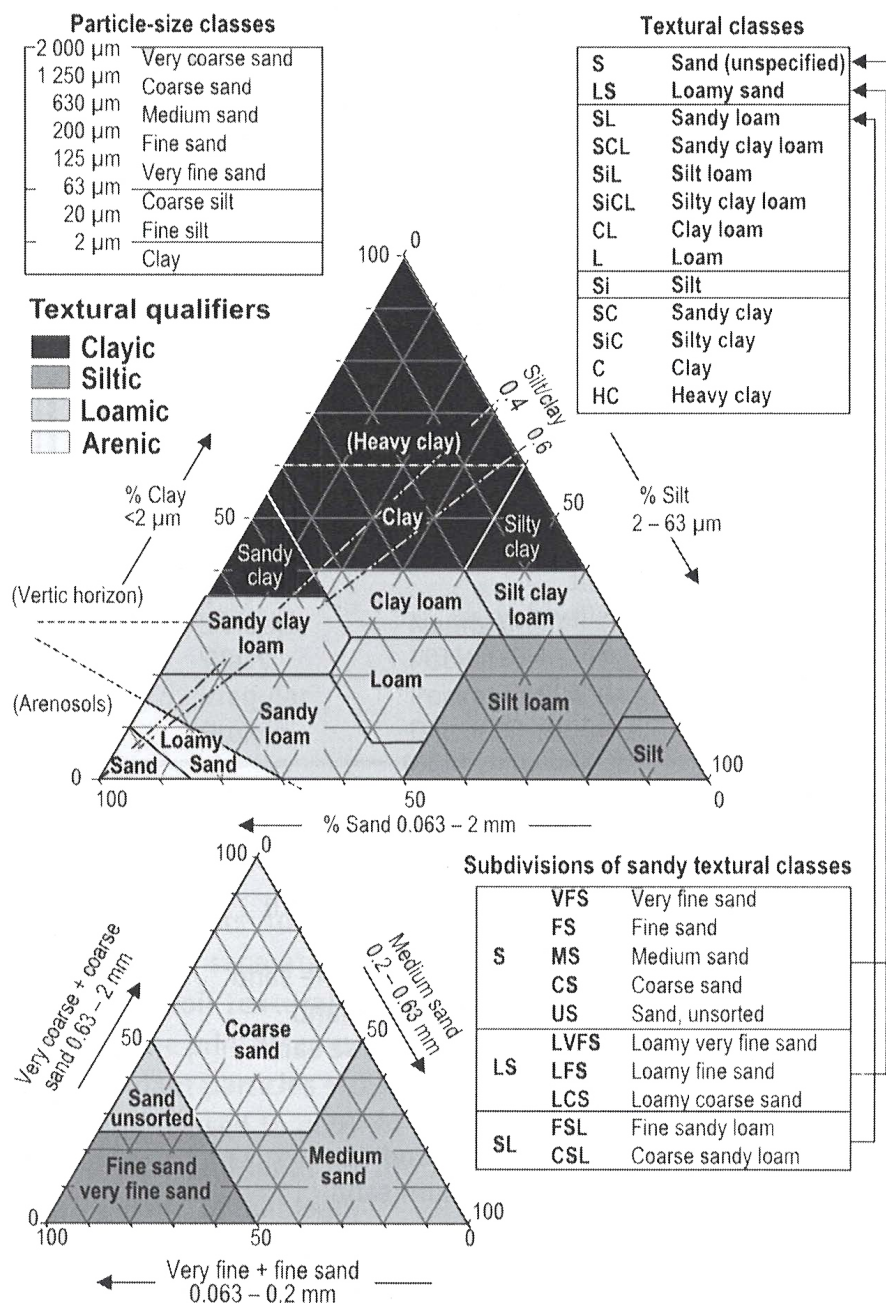 Particle-size classes
2 000 µm
Very coarse sand
1 250 µm
Coarse sand
630 µm
Medium sand
200 µm
Fine sand
125 µm
Very fine sand
63 µm
Coarse silt
20 µm
Fine silt
2 µm
Clay
Textural classes
S Sand (unspecified)
LS Loamy sand
SL Sandy loam
SCL Sandy clay loam
SiL Silt loam
SiCL Silty clay loam
CL Clay loam
L Loam
Si Silt
SC Sandy clay
SiC Silty clay
C Clay
HC Heavy clay
Textural qualifiers
Clayic
Siltic
Loamic
Arenic
100 0
Silt/clay
0.4
0.6
(Heavy clay)
% Clay
<2 µm
50
50
% Silt
2 – 63 µm
Clay
Silty
clay
Sandy
clay
(Vertic horizon)
Clay loam
Silt clay
loam
Sandy clay
loam
Loam
(Arenosols)
Silt loam
Sandy
loam
Loamy
Sand
Sand
Silt
0
100
100
50
0
% Sand 0.063 – 2 mm
100 0
Very coarse + coarse
sand 0.63 – 2 mm
Medium sand
0.2 – 0.63 mm
50
50
Coarse
sand
Sand
unsorted
Fine sand
very fine sand
Medium
sand
0
100
100
50
0
Very fine + fine sand
0.063 – 0.2 mm
Subdivisions of sandy textural classes
S
VFS Very fine sand
FS Fine sand
MS Medium sand
CS Coarse sand
US Sand, unsorted
LS
LVFS Loamy very fine sand
LFS Loamy fine sand
LCS Loamy coarse sand
SL
FSL Fine sandy loam
CSL Coarse sandy loam